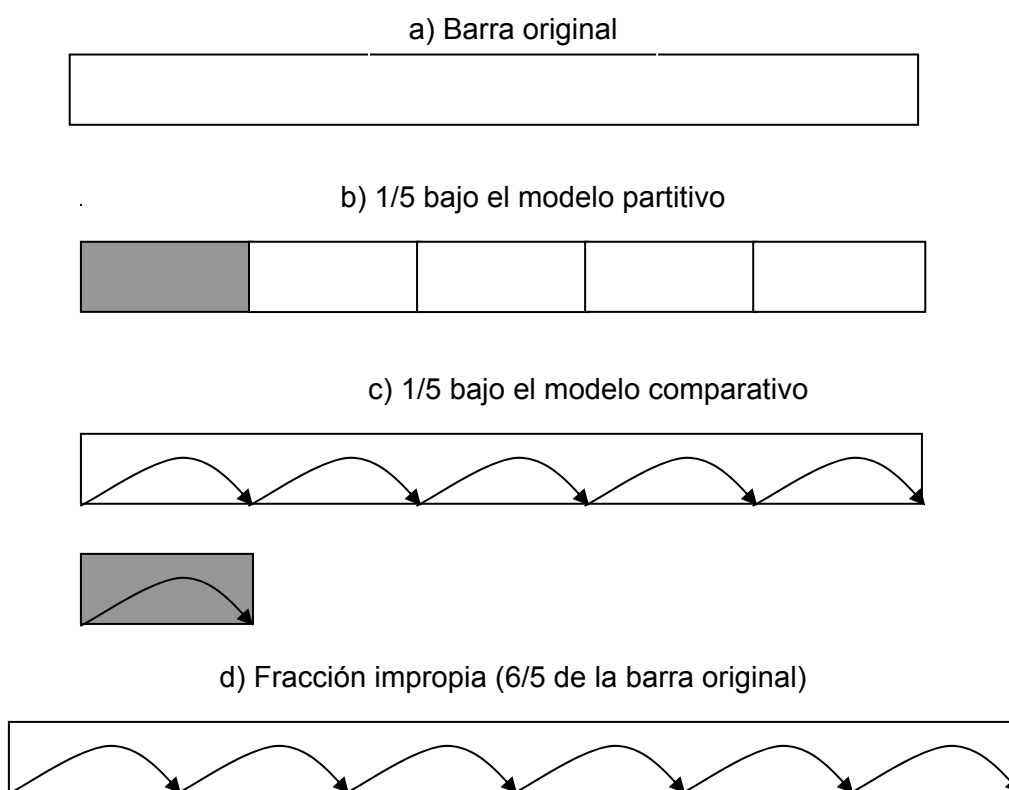 a) Barra original
b) 1/5 bajo el modelo partitivo
c) 1/5 bajo el modelo comparativo
d) Fracción impropia (6/5 de la barra original)